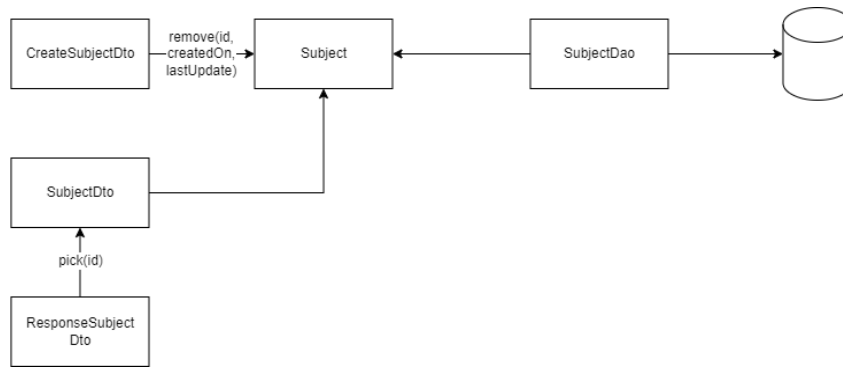 CreateSubjectDto
remove(id,
createdOn,
lastUpdate)
Subject
SubjectDao
SubjectDto
pick(id)
ResponseSubject
Dto